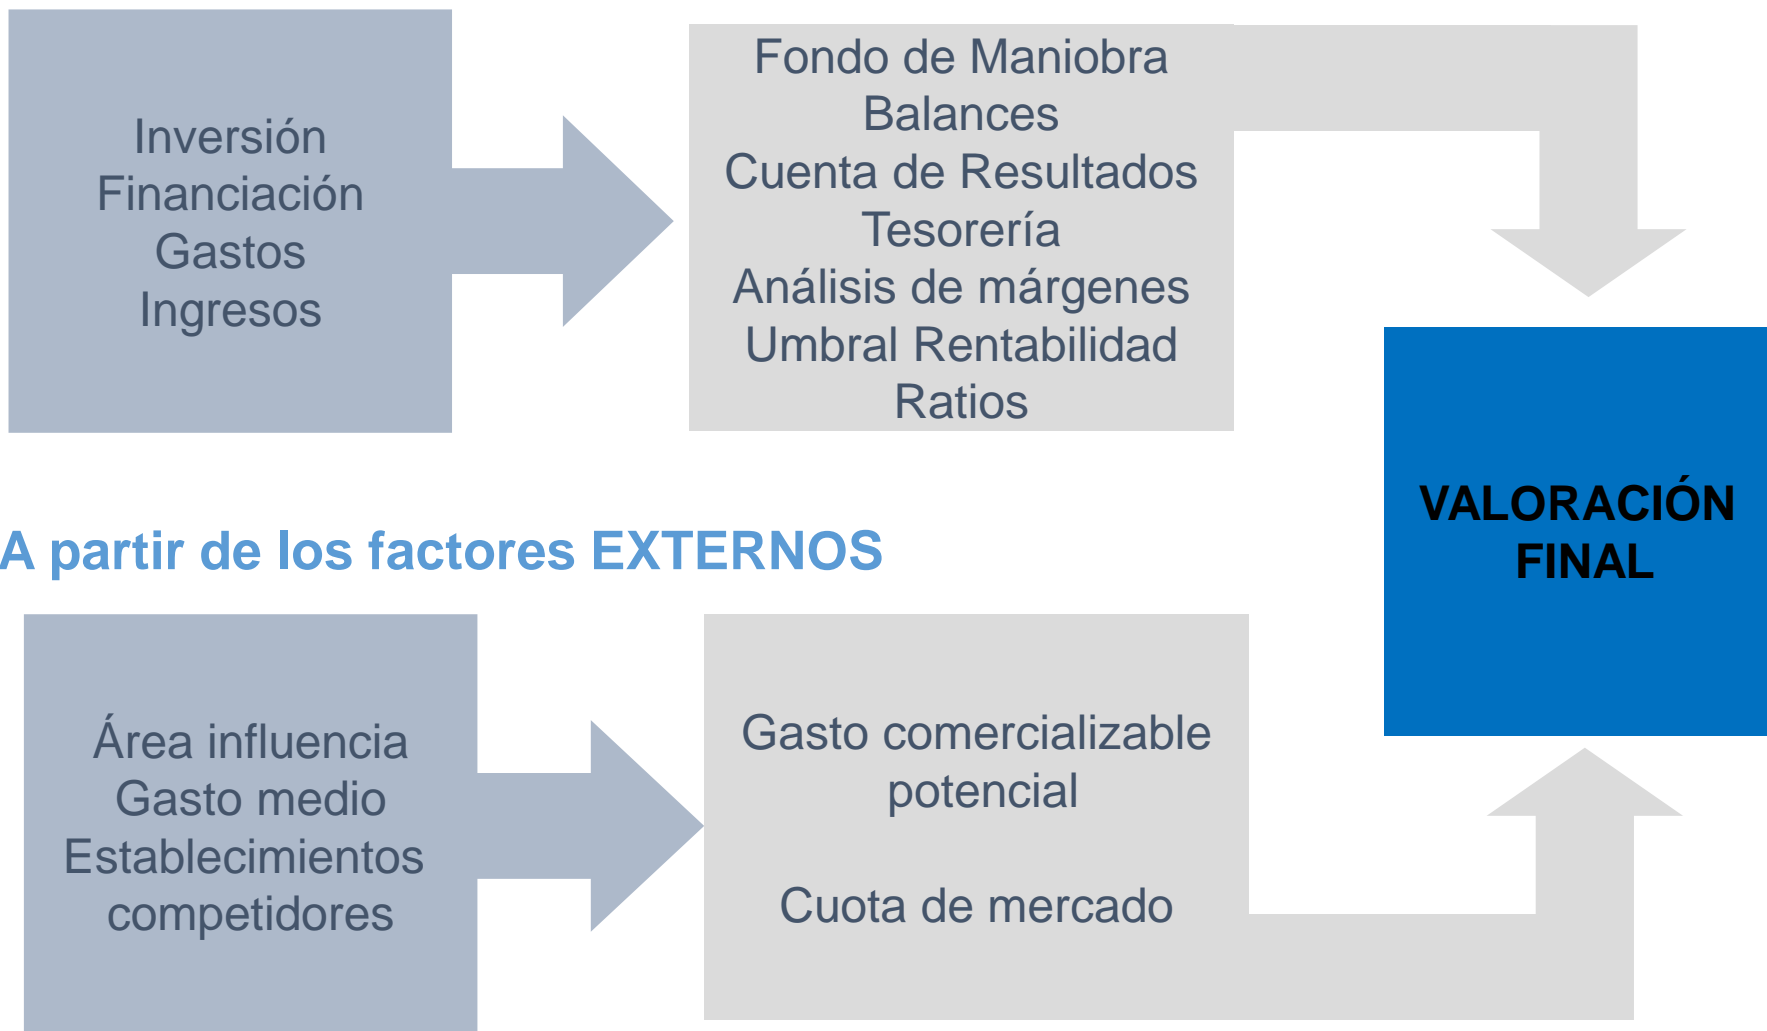 Inversión
Financiación
Gastos
Ingresos
Fondo de Maniobra
Balances
Cuenta de Resultados
Tesorería
Análisis de márgenes
Umbral Rentabilidad
Ratios
VALORACIÓN
FINAL
A partir de los factores EXTERNOS
Área influencia
Gasto medio
Establecimientos
competidores
Gasto comercializable
potencial
Cuota de mercado